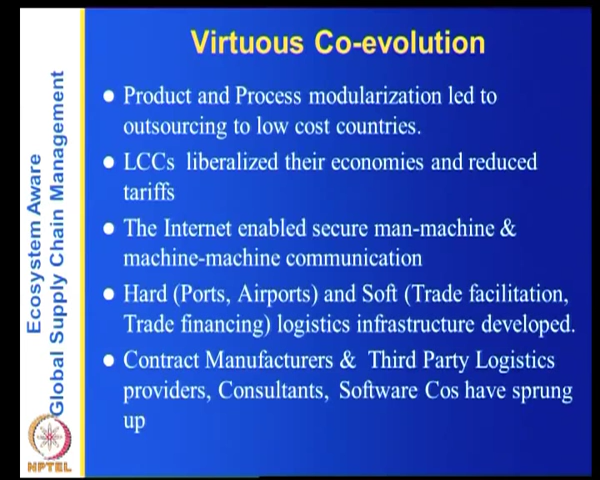 Virtuous Co-evolution
Product and Process modularization led to
outsourcing to low cost countries.
LCCs liberalized their economies and reduced
tariffs
The Internet enabled secure man-machine &
machine-machine communication
Hard (Ports, Airports) and Soft (Trade facilitation,
Trade financing) logistics infrastructure developed.
Contract Manufacturers & Third Party Logistics
providers, Consultants, Software Cos have sprung
up
Ecosystem Aware
Global Supply Chain Management
NPTEL